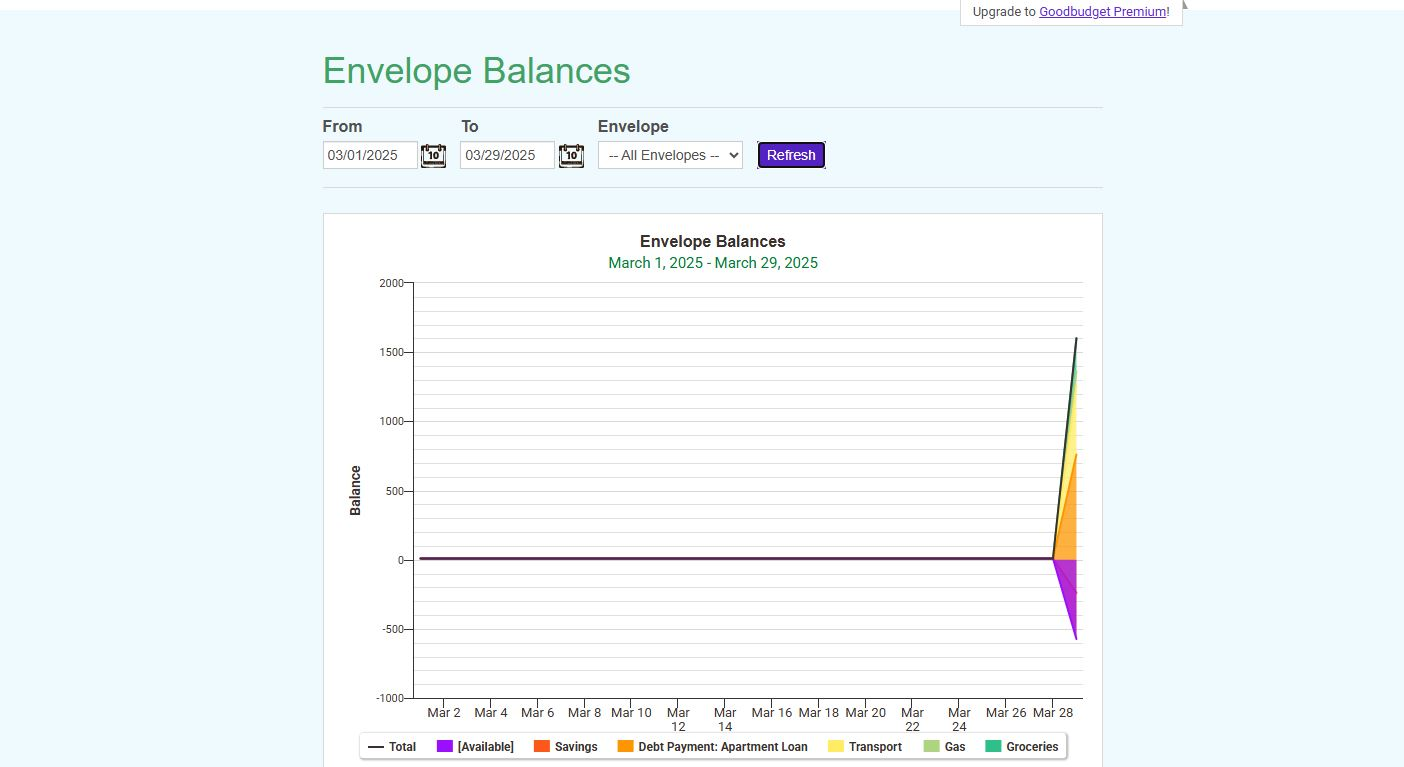 Upgrade to Goodbudget Premium!
Envelope Balances
From To Envelope
03/01/2025 10 03/29/2025 10 -- All Envelopes -- Refresh
Envelope Balances
March 1, 2025 - March 29, 2025
2000
1500
1000
500
0
-500
-1000
Balance
Mar 2 Mar 4 Mar 6 Mar 8 Mar 10 Mar 12 Mar 14 Mar 16 Mar 18 Mar 20 Mar 22 Mar 24 Mar 26 Mar 28
Total [Available] Savings Debt Payment: Apartment Loan Transport Gas Groceries